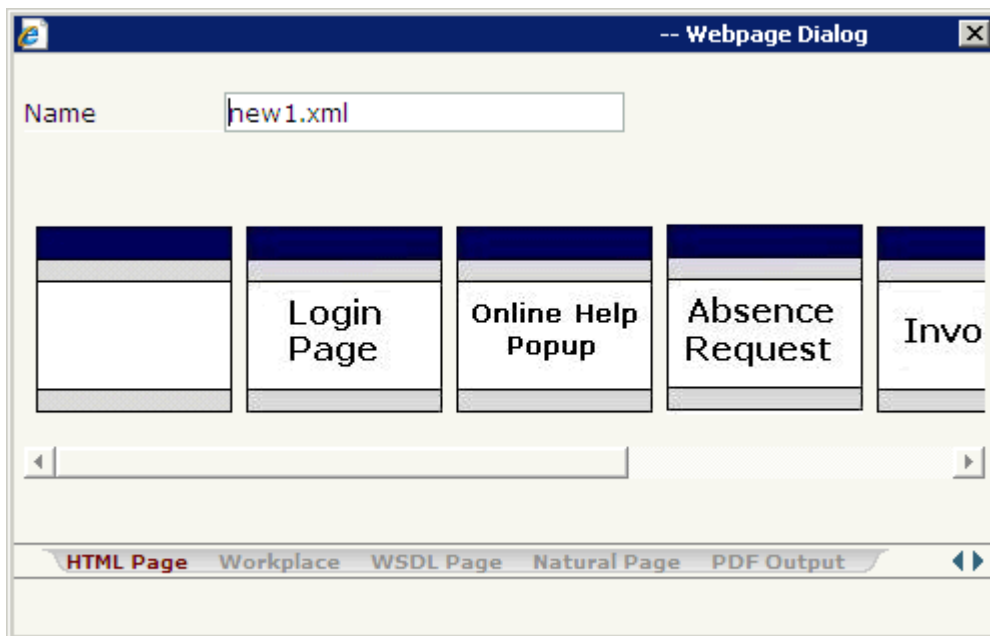 -- Webpage Dialog
Name
new1.xml
Login
Page
Online Help
Popup
Absence
Request
Invo
HTML Page Workplace WSDL Page Natural Page PDF Output